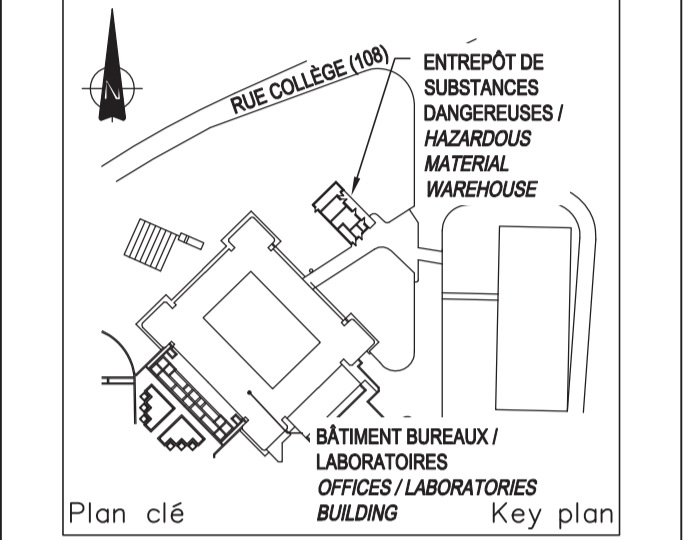 N
RUE COLLÈGE (108)
ENTREPÔT DE
SUBSTANCES
DANGEREUSES /
HAZARDOUS
MATERIAL
WAREHOUSE
BÂTIMENT BUREAUX /
LABORATOIRES
OFFICES / LABORATORIES
BUILDING
Plan clé
Key plan